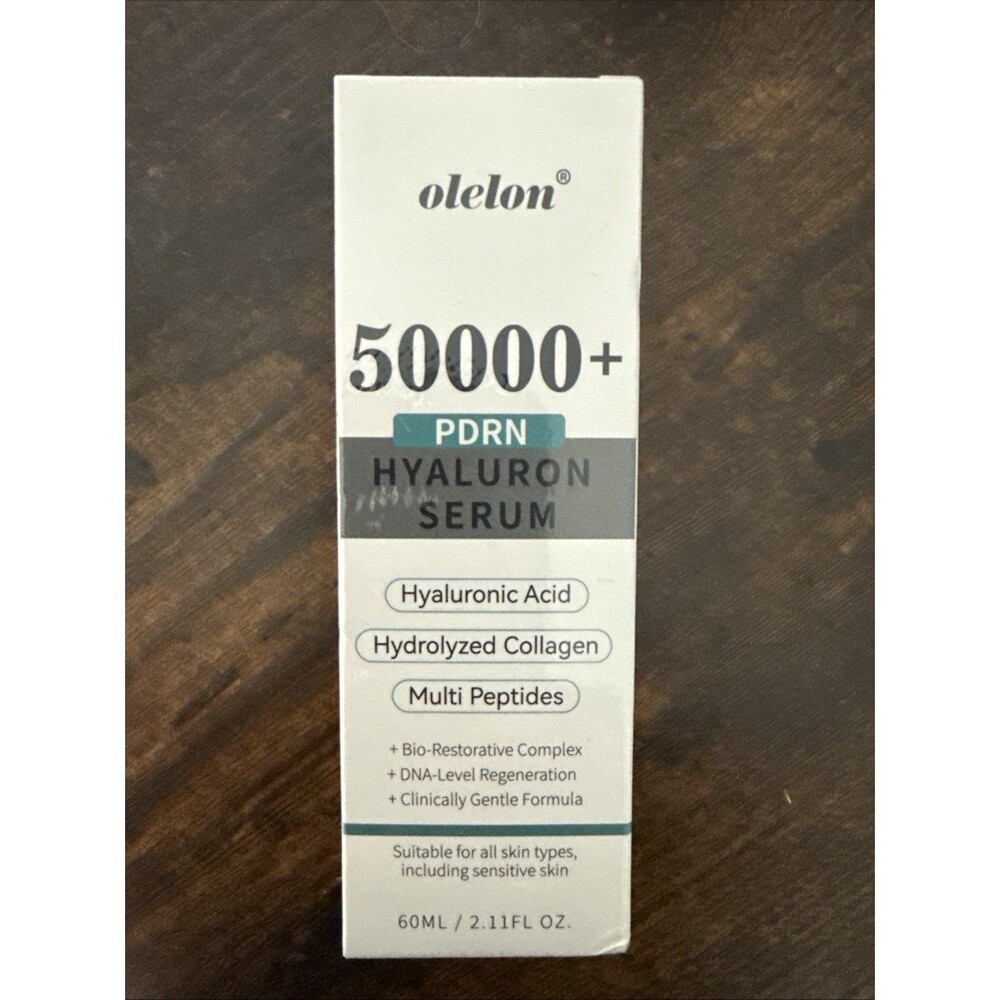 olelon®
50000+
PDRN
HYALURON
SERUM
Hyaluronic Acid
Hydrolyzed Collagen
Multi Peptides
+ Bio-Restorative Complex
+ DNA-Level Regeneration
+ Clinically Gentle Formula
Suitable for all skin types,
including sensitive skin
60ML / 2.11FL OZ.